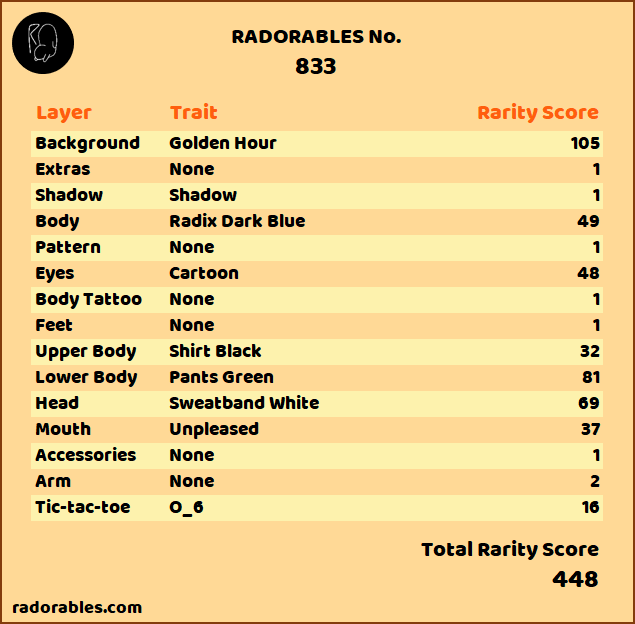 RADORABLES No.
833
Layer Trait Rarity Score
Background Golden Hour 105
Extras None 1
Shadow Shadow 1
Body Radix Dark Blue 49
Pattern None 1
Eyes Cartoon 48
Body Tattoo None 1
Feet None 1
Upper Body Shirt Black 32
Lower Body Pants Green 81
Head Sweatband White 69
Mouth Unpleased 37
Accessories None 1
Arm None 2
Tic-tac-toe O_6 16
Total Rarity Score
448
radorables.com